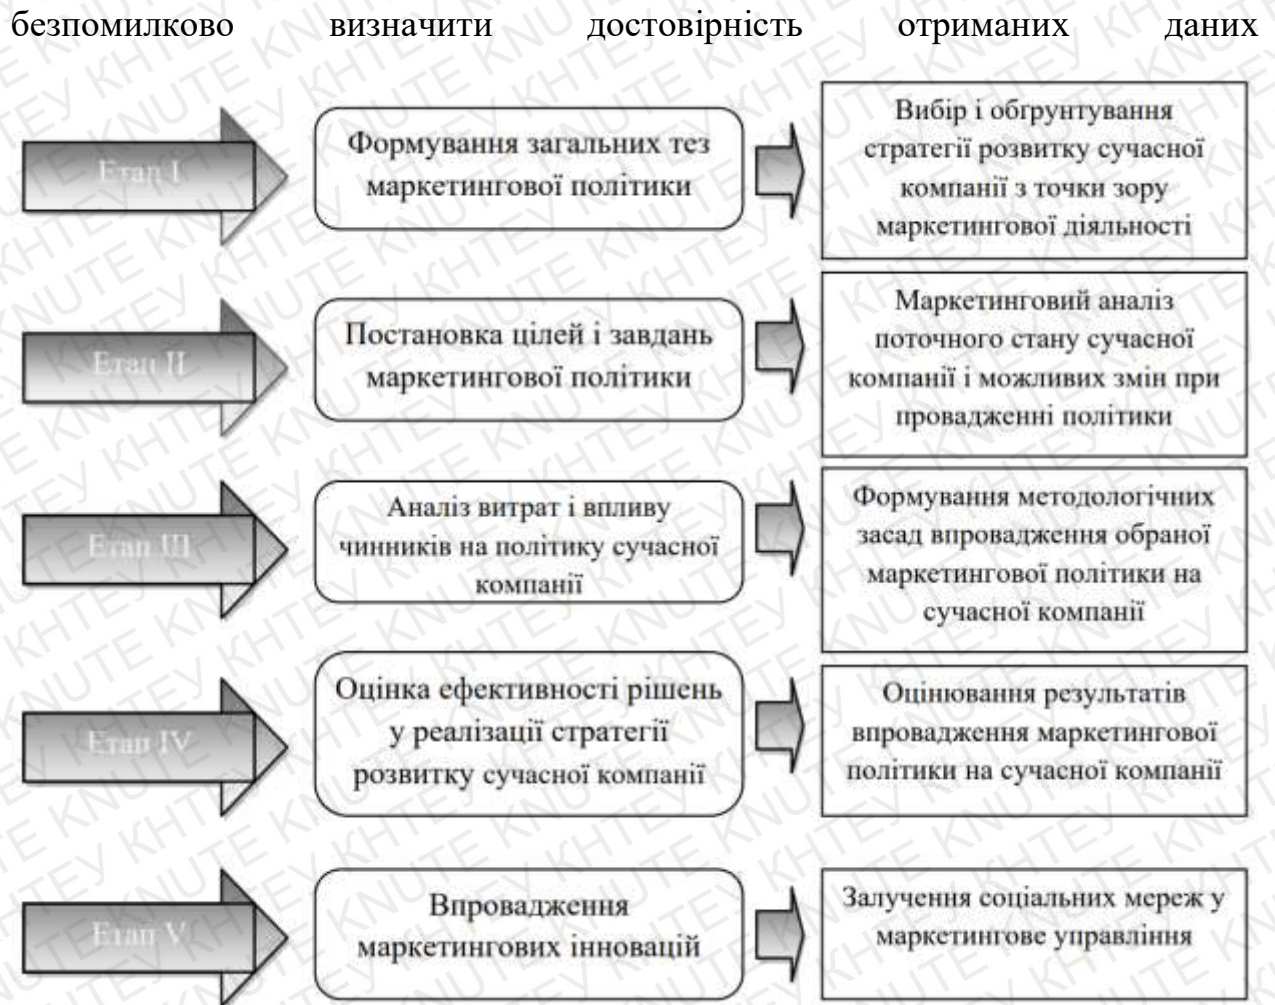 безпомилково визначити достовірність отриманих даних
Етап I
Формування загальних тез
маркетингової політики
Вибір і обґрунтування
стратегії розвитку сучасної
компанії з точки зору
маркетингової діяльності
Етап II
Постановка цілей і завдань
маркетингової політики
Маркетинговий аналіз
поточного стану сучасної
компанії і можливих змін при
провадженні політики
Етап III
Аналіз витрат і впливу
чинників на політику сучасної
компанії
Формування методологічних
засад впровадження обраної
маркетингової політики на
сучасної компанії
Етап IV
Оцінка ефективності рішень
у реалізації стратегії
розвитку сучасної компанії
Оцінювання результатів
впровадження маркетингової
політики на сучасної компанії
Етап V
Впровадження
маркетингових інновацій
Залучення соціальних мереж у
маркетингове управління